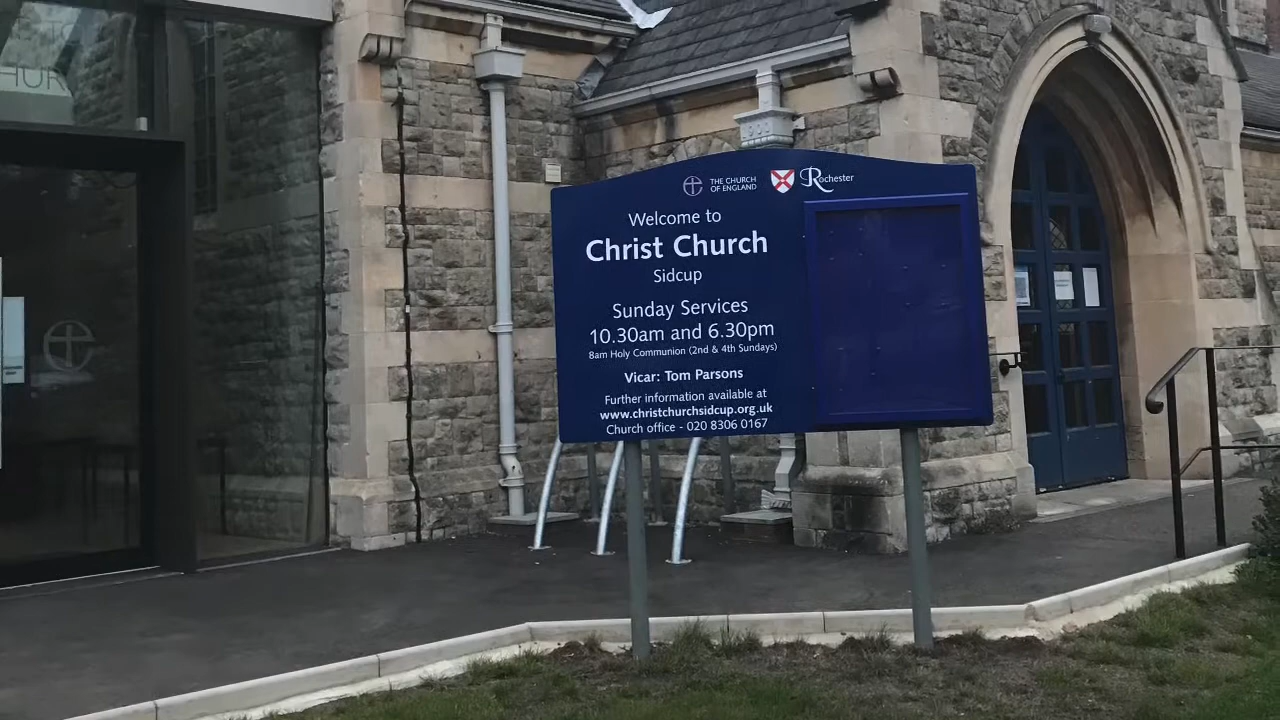 HUR
1900
THE CHURCH
OF ENGLAND
Rochester
Welcome to
Christ Church
Sidcup
Sunday Services
10.30am and 6.30pm
8am Holy Communion (2nd & 4th Sundays)
Vicar: Tom Parsons
Further information available at
www.christchurchsidcup.org.uk
Church office - 020 8306 0167